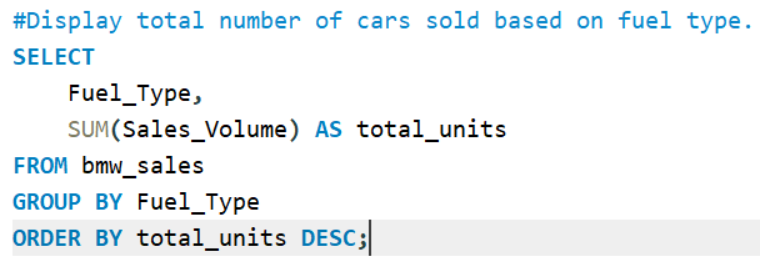 #Display total number of cars sold based on fuel type.
SELECT
    Fuel_Type,
    SUM(Sales_Volume) AS total_units
FROM bmw_sales
GROUP BY Fuel_Type
ORDER BY total_units DESC;